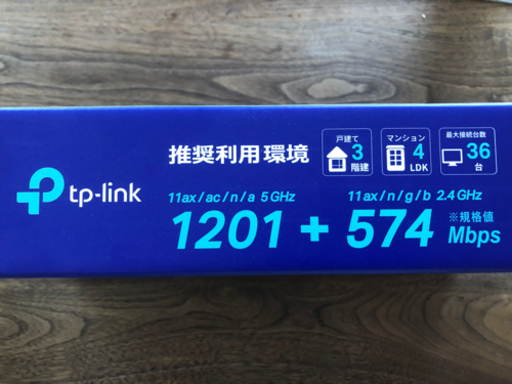 tp-link
推奨利用環境
戸建て
3
階建
マンション
4
LDK
最大接続台数
36
台
11ax/ac/n/a 5GHz
1201
+
11ax/n/g/b 2.4GHz
574
※規格値
Mbps